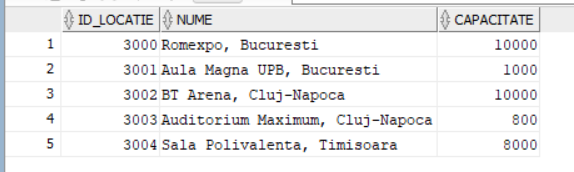 ID_LOCATIE NUME CAPACITATE
1 3000 Romexpo, Bucuresti 10000
2 3001 Aula Magna UPB, Bucuresti 1000
3 3002 BT Arena, Cluj-Napoca 10000
4 3003 Auditorium Maximum, Cluj-Napoca 800
5 3004 Sala Polivalenta, Timisoara 8000